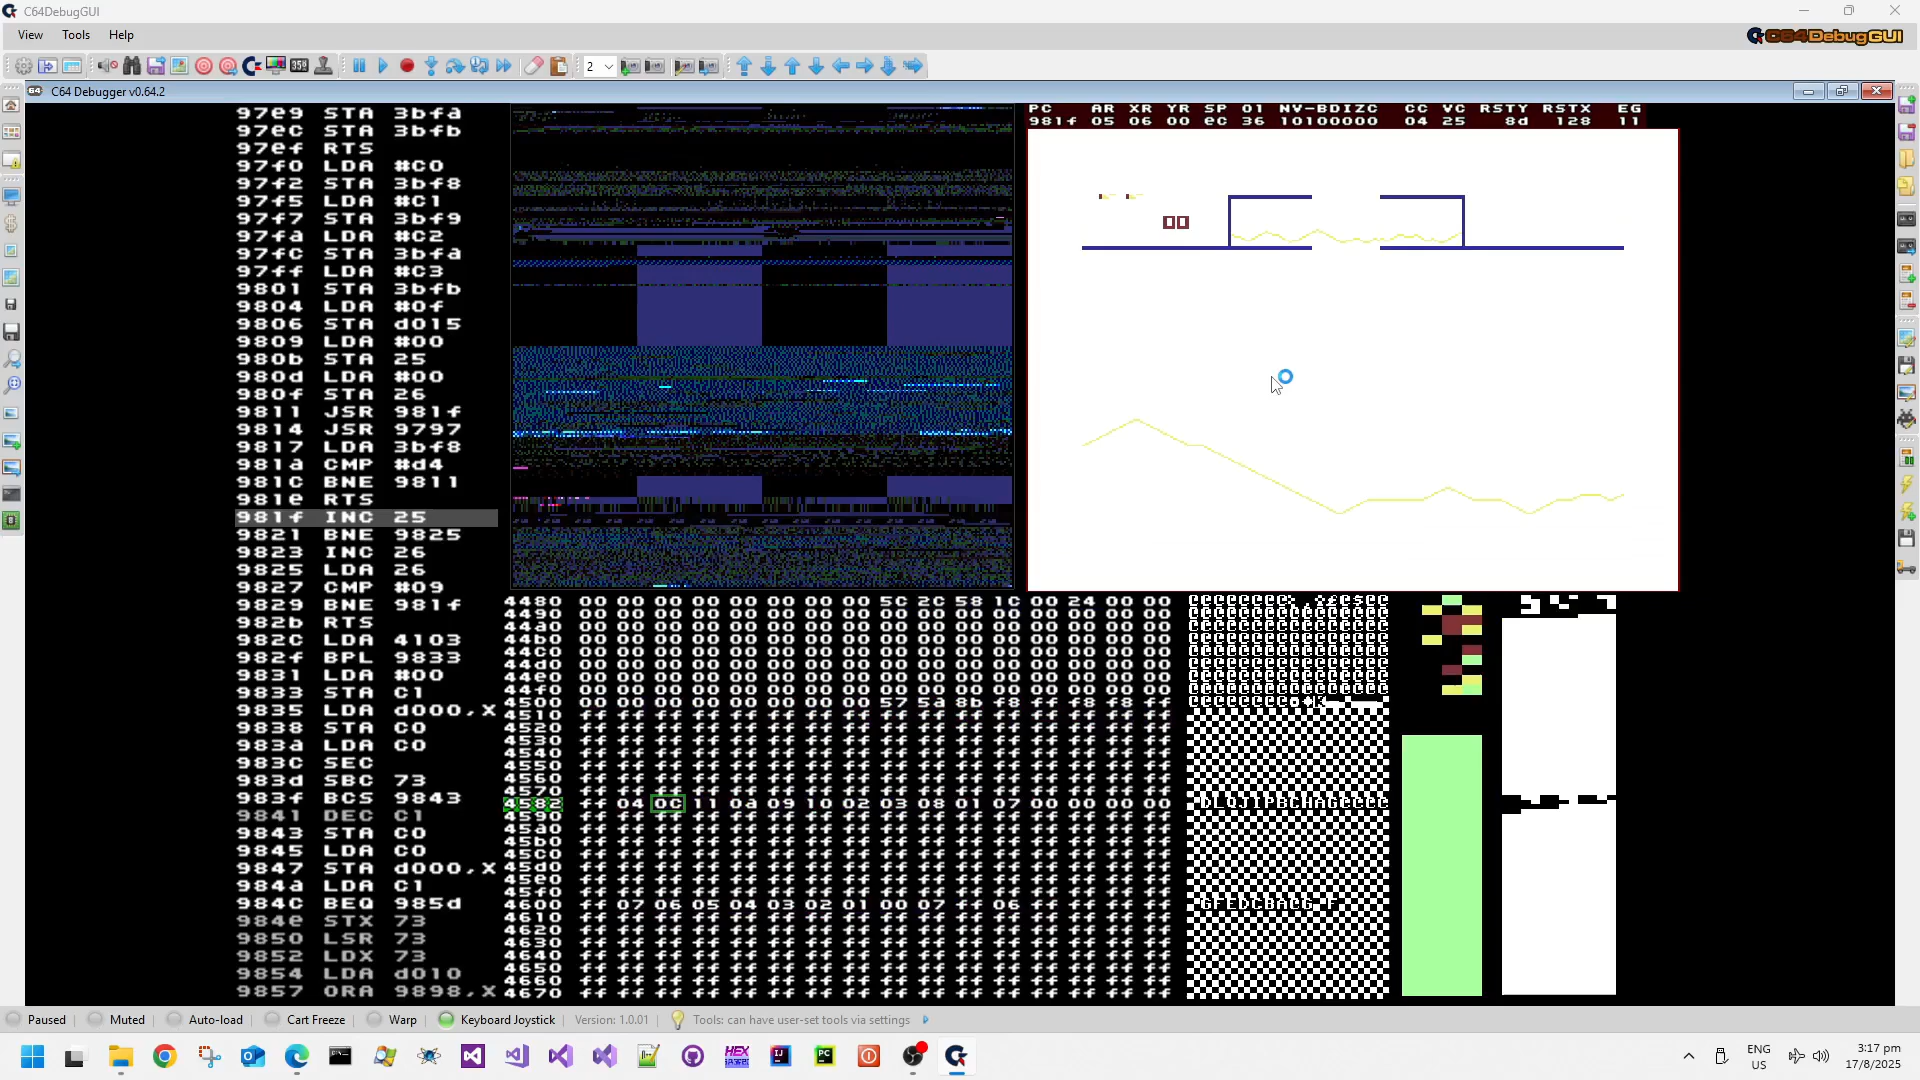 C64DebugGUI
View Tools Help
C64DebugGUI
2
C64 Debugger v0.64.2
97e9 STA 3bfa
97ec STA 3bfb
97ef RTS
97f0 LDA #c0
97f2 STA 3bf8
97f5 LDA #c1
97f7 STA 3bf9
97fa LDA #c2
97fc STA 3bfa
97ff LDA #c3
9801 STA 3bfb
9804 LDA #0f
9806 STA d015
9809 LDA #00
980b STA 25
980d LDA #00
980f STA 26
9811 JSR 981f
9814 JSR 9797
9817 LDA 3bf8
981a CMP #d4
981c BNE 9811
981e RTS
981f INC 25
9821 BNE 9825
9823 INC 26
9825 LDA 26
9827 CMP #09
9829 BNE 981f
982b RTS
982c LDA 4103
982f BPL 9833
9831 LDA #00
9833 STA c1
9835 LDA d000,X
9838 STA c0
983a LDA c0
983c SEC
983d SBC 73
983f BCS 9843
9841 DEC c1
9843 STA c0
9845 LDA c0
9847 STA d000,X
984a LDA c1
984c BEQ 985d
984e STX 73
9850 LSR 73
9852 LDX 73
9854 LDA d010
9857 ORA 9898,X
PC AR XR YR SP 01 NV-BDIZC CC VC RSTY RSTX EG
981f 05 06 00 ec 36 10100000 04 25 8d 128 11
00
4480 00 00 00 00 00 00 00 00 5c 2c 58 1c 00 24 00 00
4490 00 00 00 00 00 00 00 00 00 00 00 00 00 00 00 00
44a0 00 00 00 00 00 00 00 00 00 00 00 00 00 00 00 00
44b0 00 00 00 00 00 00 00 00 00 00 00 00 00 00 00 00
44c0 00 00 00 00 00 00 00 00 00 00 00 00 00 00 00 00
44d0 00 00 00 00 00 00 00 00 00 00 00 00 00 00 00 00
44e0 00 00 00 00 00 00 00 00 00 00 00 00 00 00 00 00
44f0 00 00 00 00 00 00 00 00 00 00 00 00 00 00 00 00
4500 00 00 00 00 00 00 00 00 57 5a 8b f8 ff f8 f8 ff
4510 ff ff ff ff ff ff ff ff ff ff ff ff ff ff ff ff
4520 ff ff ff ff ff ff ff ff ff ff ff ff ff ff ff ff
4530 ff ff ff ff ff ff ff ff ff ff ff ff ff ff ff ff
4540 ff ff ff ff ff ff ff ff ff ff ff ff ff ff ff ff
4550 ff ff ff ff ff ff ff ff ff ff ff ff ff ff ff ff
4560 ff ff ff ff ff ff ff ff ff ff ff ff ff ff ff ff
4570 ff ff ff ff ff ff ff ff ff ff ff ff ff ff ff ff
ff 04 0c 11 0a 09 10 02 03 08 01 07 00 00 00 00
4590 ff ff ff ff ff ff ff ff ff ff ff ff ff ff ff ff
45a0 ff ff ff ff ff ff ff ff ff ff ff ff ff ff ff ff
45b0 ff ff ff ff ff ff ff ff ff ff ff ff ff ff ff ff
45c0 ff ff ff ff ff ff ff ff ff ff ff ff ff ff ff ff
45d0 ff ff ff ff ff ff ff ff ff ff ff ff ff ff ff ff
45e0 ff ff ff ff ff ff ff ff ff ff ff ff ff ff ff ff
45f0 ff ff ff ff ff ff ff ff ff ff ff ff ff ff ff ff
4600 ff 07 06 05 04 03 02 01 00 07 ff 06 ff ff ff ff
4610 ff ff ff ff ff ff ff ff ff ff ff ff ff ff ff ff
4620 ff ff ff ff ff ff ff ff ff ff ff ff ff ff ff ff
4630 ff ff ff ff ff ff ff ff ff ff ff ff ff ff ff ff
4640 ff ff ff ff ff ff ff ff ff ff ff ff ff ff ff ff
4650 ff ff ff ff ff ff ff ff ff ff ff ff ff ff ff ff
4660 ff ff ff ff ff ff ff ff ff ff ff ff ff ff ff ff
4670 ff ff ff ff ff ff ff ff ff ff ff ff ff ff ff ff
Paused Muted Auto-load Cart Freeze Warp Keyboard Joystick Version: 1.0.01 Tools: can have user-set tools via settings
ENG US 3:17 pm 17/8/2025